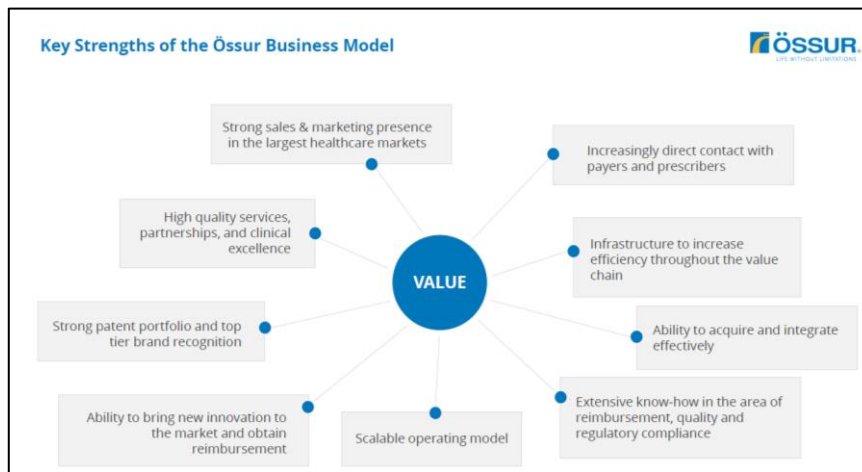 Key Strengths of the Össur Business Model
ÖSSUR®
LIFE WITHOUT LIMITATIONS
Strong sales & marketing presence
in the largest healthcare markets
Increasingly direct contact with
payers and prescribers
High quality services,
partnerships, and clinical
excellence
Infrastructure to increase
efficiency throughout the value
chain
VALUE
Strong patent portfolio and top
tier brand recognition
Ability to acquire and integrate
effectively
Ability to bring new innovation to
the market and obtain
reimbursement
Scalable operating model
Extensive know-how in the area of
reimbursement, quality and
regulatory compliance